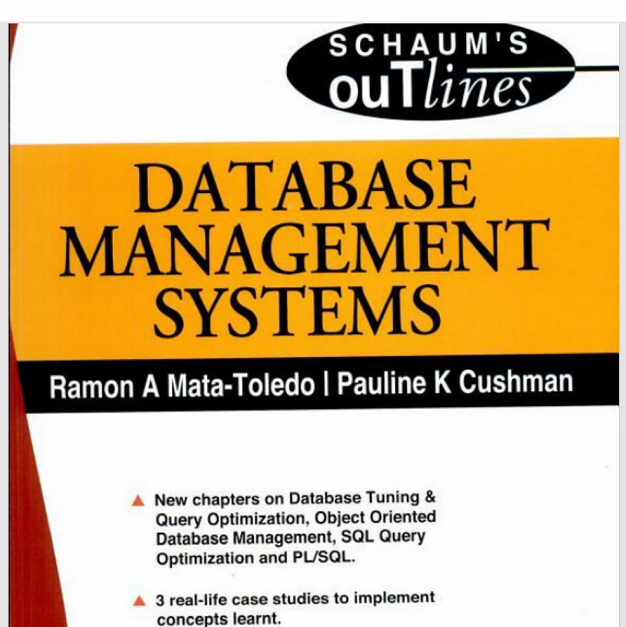 SCHAUM'S
ouTlines
DATABASE
MANAGEMENT
SYSTEMS
Ramon A Mata-Toledo | Pauline K Cushman
New chapters on Database Tuning &
Query Optimization, Object Oriented
Database Management, SQL Query
Optimization and PL/SQL.
3 real-life case studies to implement
concepts learnt.